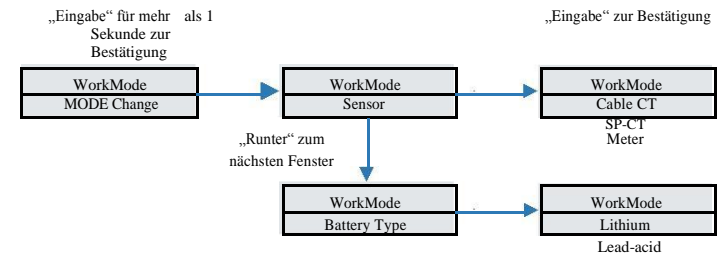 „Eingabe“ für mehr als 1
Sekunde zur
Bestätigung
„Eingabe” zur Bestätigung
WorkMode
MODE Change
WorkMode
Sensor
WorkMode
Cable CT
SP-CT
Meter
„Runter“ zum
nächsten Fenster
WorkMode
Battery Type
WorkMode
Lithium
Lead-acid